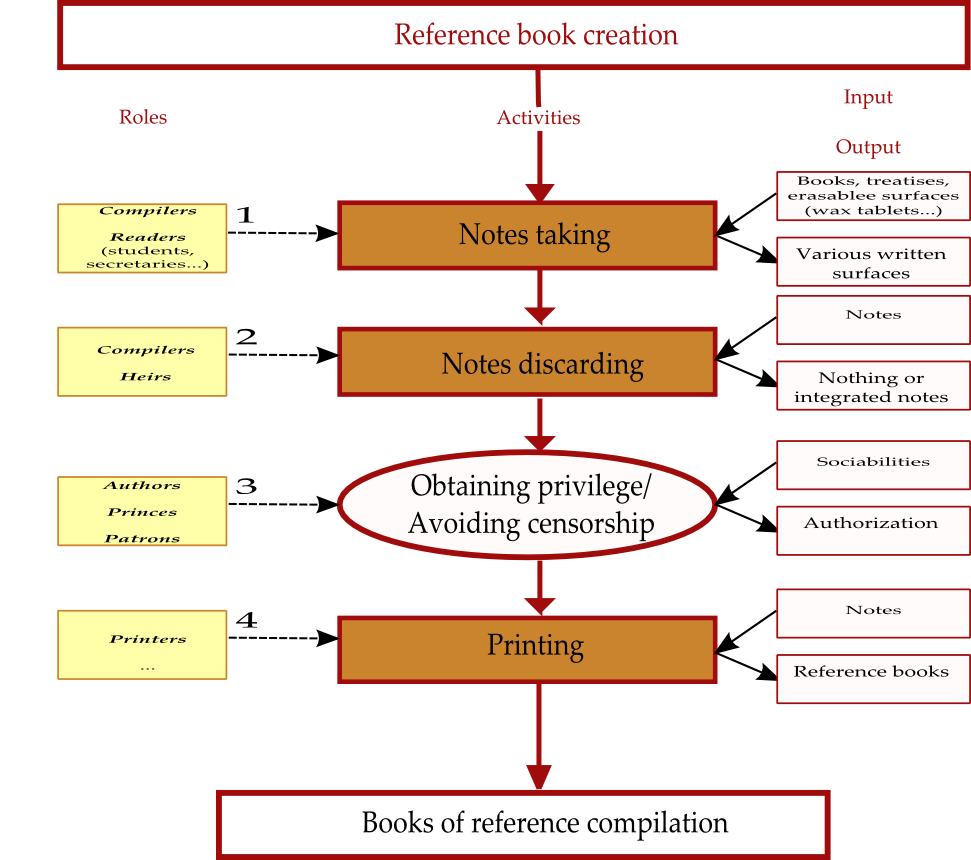 Reference book creation
Roles
Activities
Input
Output
Compilers
Readers
(students,
secretaries...)
1
Notes taking
Books, treatises,
erasablee surfaces
(wax tablets...)
Various written
surfaces
Compilers
Heirs
2
Notes discarding
Notes
Nothing or
integrated notes
Authors
Princes
Patrons
3
Obtaining privilege/
Avoiding censorship
Sociabilities
Authorization
Printers
...
4
Printing
Notes
Reference books
Books of reference compilation